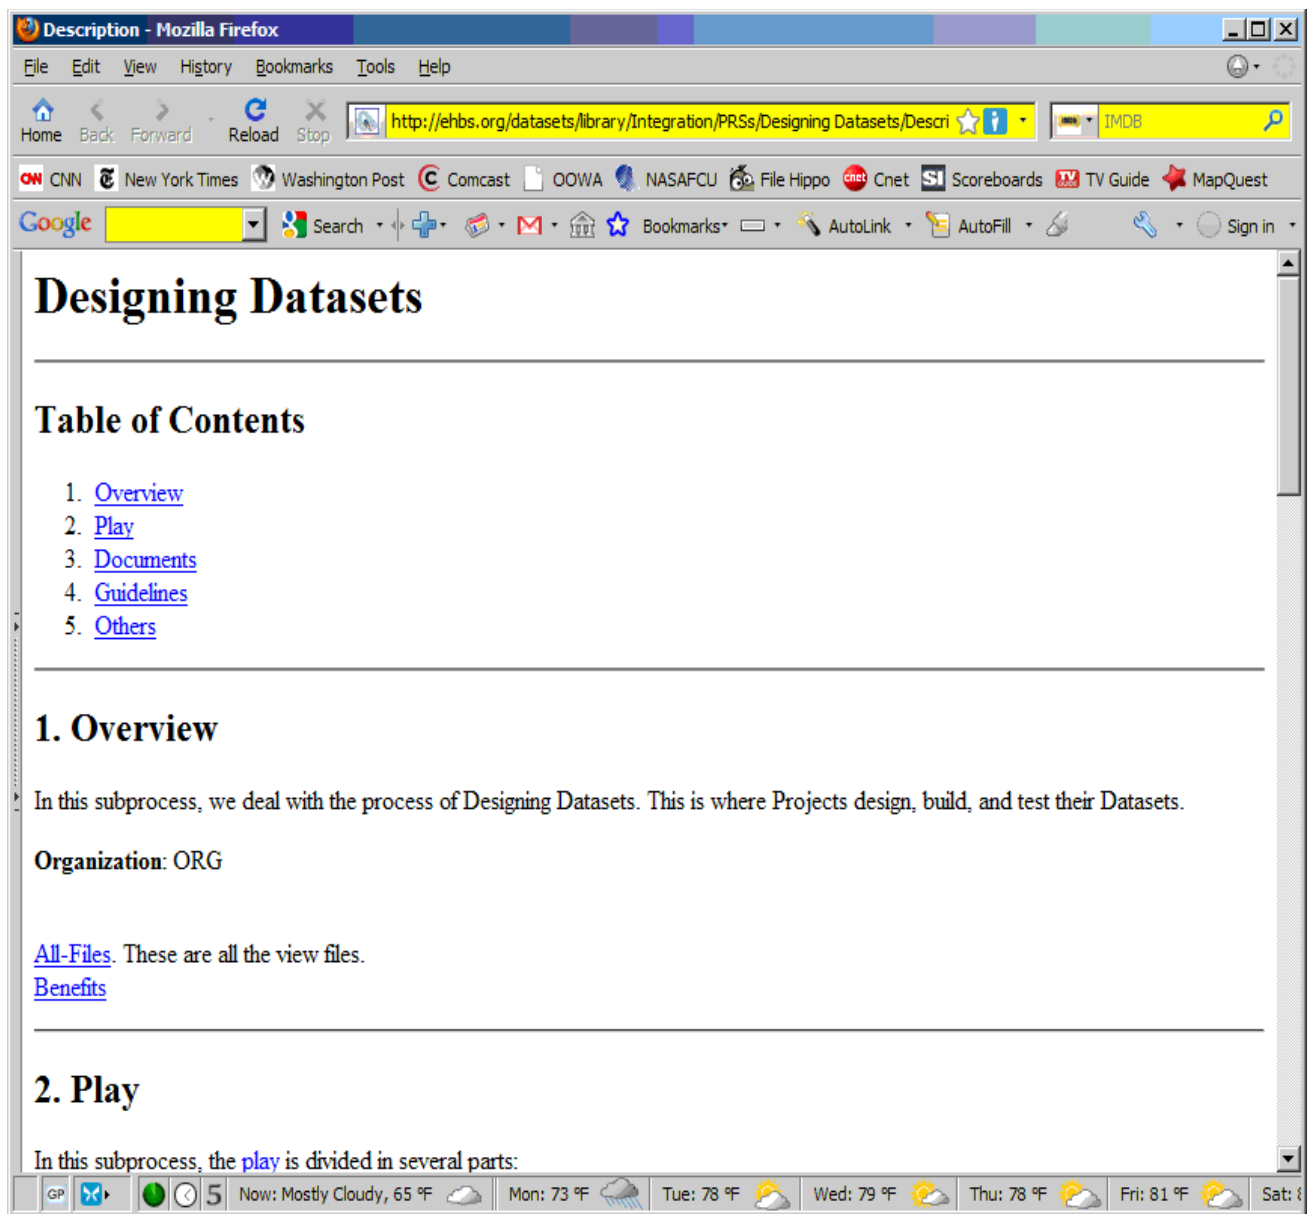 Description - Mozilla Firefox
File Edit View History Bookmarks Tools Help
Home Back Forward Reload Stop http://ehbs.org/datasets/library/Integration/PRSs/Designing Datasets/Descri IMDB
CNN New York Times Washington Post Comcast OOWA NASAFCU File Hippo cnet Cnet SI Scoreboards TV Guide MapQuest
Google Search Bookmarks AutoLink AutoFill Sign in
Designing Datasets
Table of Contents
1. Overview
2. Play
3. Documents
4. Guidelines
5. Others
1. Overview
In this subprocess, we deal with the process of Designing Datasets. This is where Projects design, build, and test their Datasets.
Organization: ORG
All-Files. These are all the view files.
Benefits
2. Play
In this subprocess, the play is divided in several parts:
GP 5 Now: Mostly Cloudy, 65 °F Mon: 73 °F Tue: 78 °F Wed: 79 °F Thu: 78 °F Fri: 81 °F Sat: